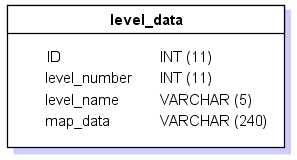 level_data
ID INT (11)
level_number INT (11)
level_name VARCHAR (5)
map_data VARCHAR (240)